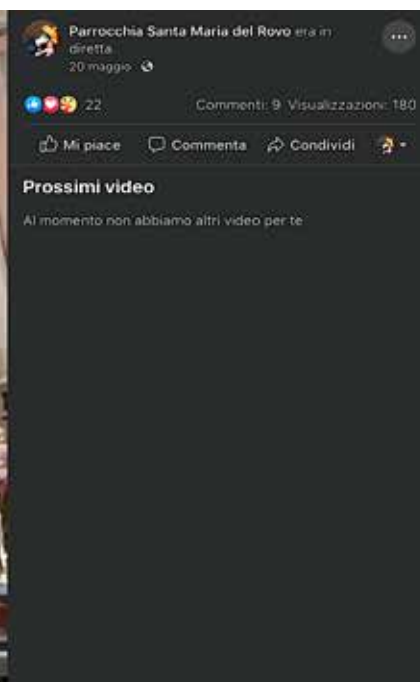 Parrocchia Santa Maria del Rovo era in
diretta.
20 maggio
22
Commenti: 9 Visualizzazioni: 180
Mi piace Commenta Condividi
Prossimi video
Al momento non abbiamo altri video per te